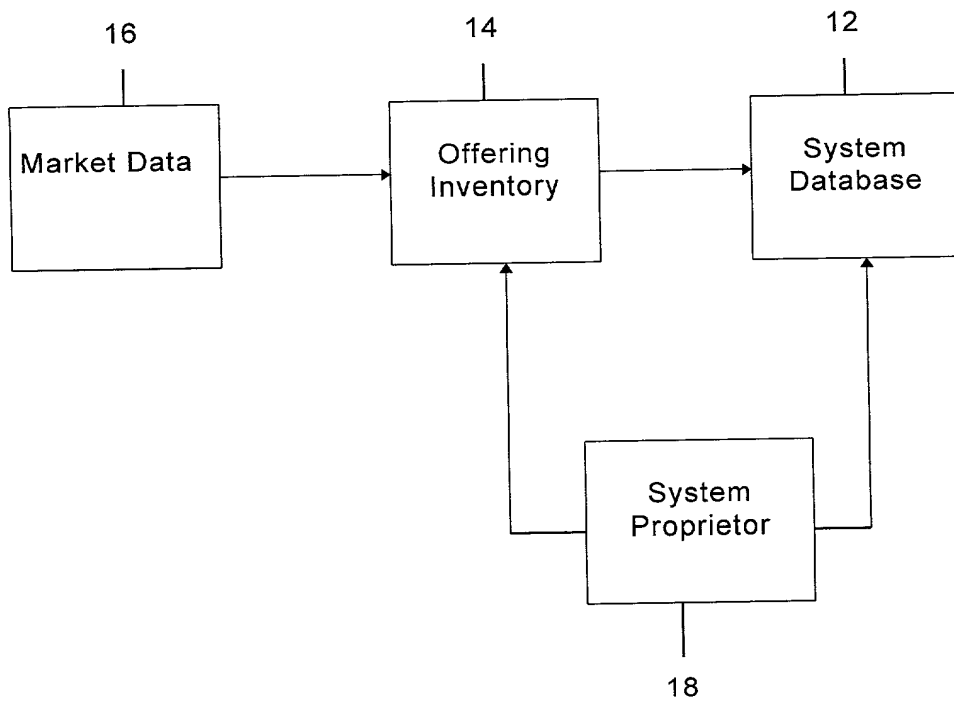 16
14
12
Market Data
Offering
Inventory
System
Database
System
Proprietor
18